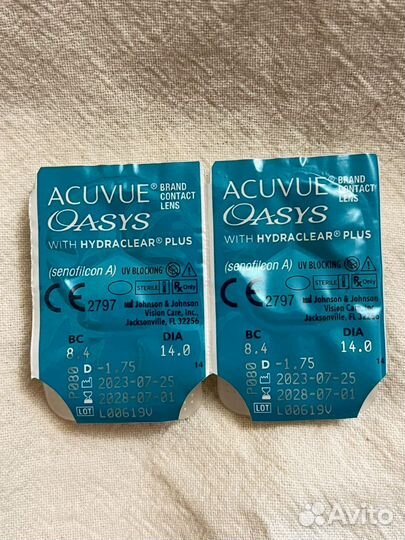 ACUVUE® BRAND CONTACT LENS
OASYS
WITH HYDRACLEAR® PLUS
(senofilcon A) UV BLOCKING
CE 2797 STERILE Rx Only
Johnson & Johnson
Vision Care, Inc.
Jacksonville, FL 32256
BC DIA
8.4 14.0
14
P080 D -1.75
2023-07-25
2028-07-01
LOT L00619V
ACUVUE® BRAND CONTACT LENS
OASYS
WITH HYDRACLEAR® PLUS
(senofilcon A) UV BLOCKING
CE 2797 STERILE Rx Only
Johnson & Johnson
Vision Care, Inc.
Jacksonville, FL 32256
BC DIA
8.4 14.0
14
P080 D -1.75
2023-07-25
2028-07-01
LOT L00619V
Avito